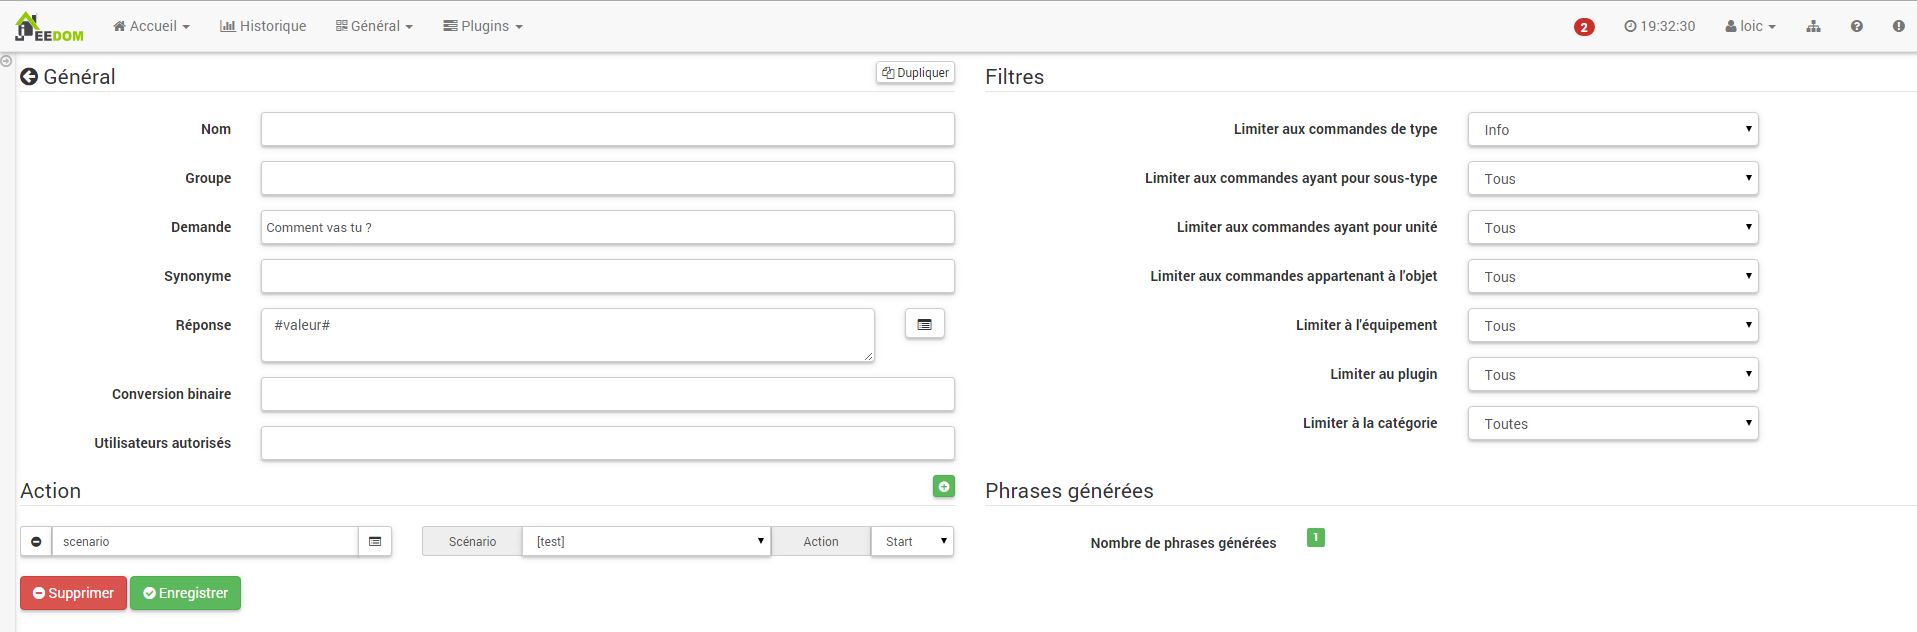 JEEDOM Accueil Historique Général Plugins 2 19:32:30 loic
Général Dupliquer
Nom
Groupe
Demande Comment vas tu ?
Synonyme
Réponse #valeur#
Conversion binaire
Utilisateurs autorisés
Filtres
Limiter aux commandes de type Info
Limiter aux commandes ayant pour sous-type Tous
Limiter aux commandes ayant pour unité Tous
Limiter aux commandes appartenant à l'objet Tous
Limiter à l'équipement Tous
Limiter au plugin Tous
Limiter à la catégorie Toutes
Action
scenario Scénario [test] Action Start
Supprimer Enregistrer
Phrases générées
Nombre de phrases générées 1